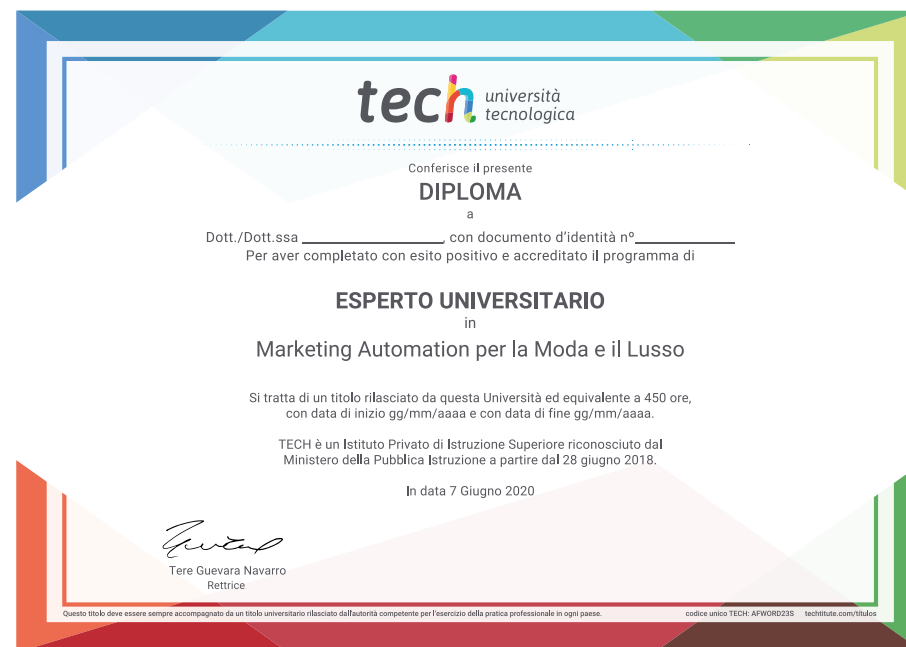 tech università
tecnologica
Conferisce il presente
DIPLOMA
a
Dott./Dott.ssa ____________________, con documento d'identità nº______________
Per aver completato con esito positivo e accreditato il programma di
ESPERTO UNIVERSITARIO
in
Marketing Automation per la Moda e il Lusso
Si tratta di un titolo rilasciato da questa Università ed equivalente a 450 ore,
con data di inizio gg/mm/aaaa e con data di fine gg/mm/aaaa.
TECH è un Istituto Privato di Istruzione Superiore riconosciuto dal
Ministero della Pubblica Istruzione a partire dal 28 giugno 2018.
In data 7 Giugno 2020
Tere Guevara Navarro
Rettrice
Questo titolo deve essere sempre accompagnato da un titolo universitario rilasciato dall'autorità competente per l'esercizio della pratica professionale in ogni paese. codice unico TECH: AFWORD23S techtitute.com/titulos